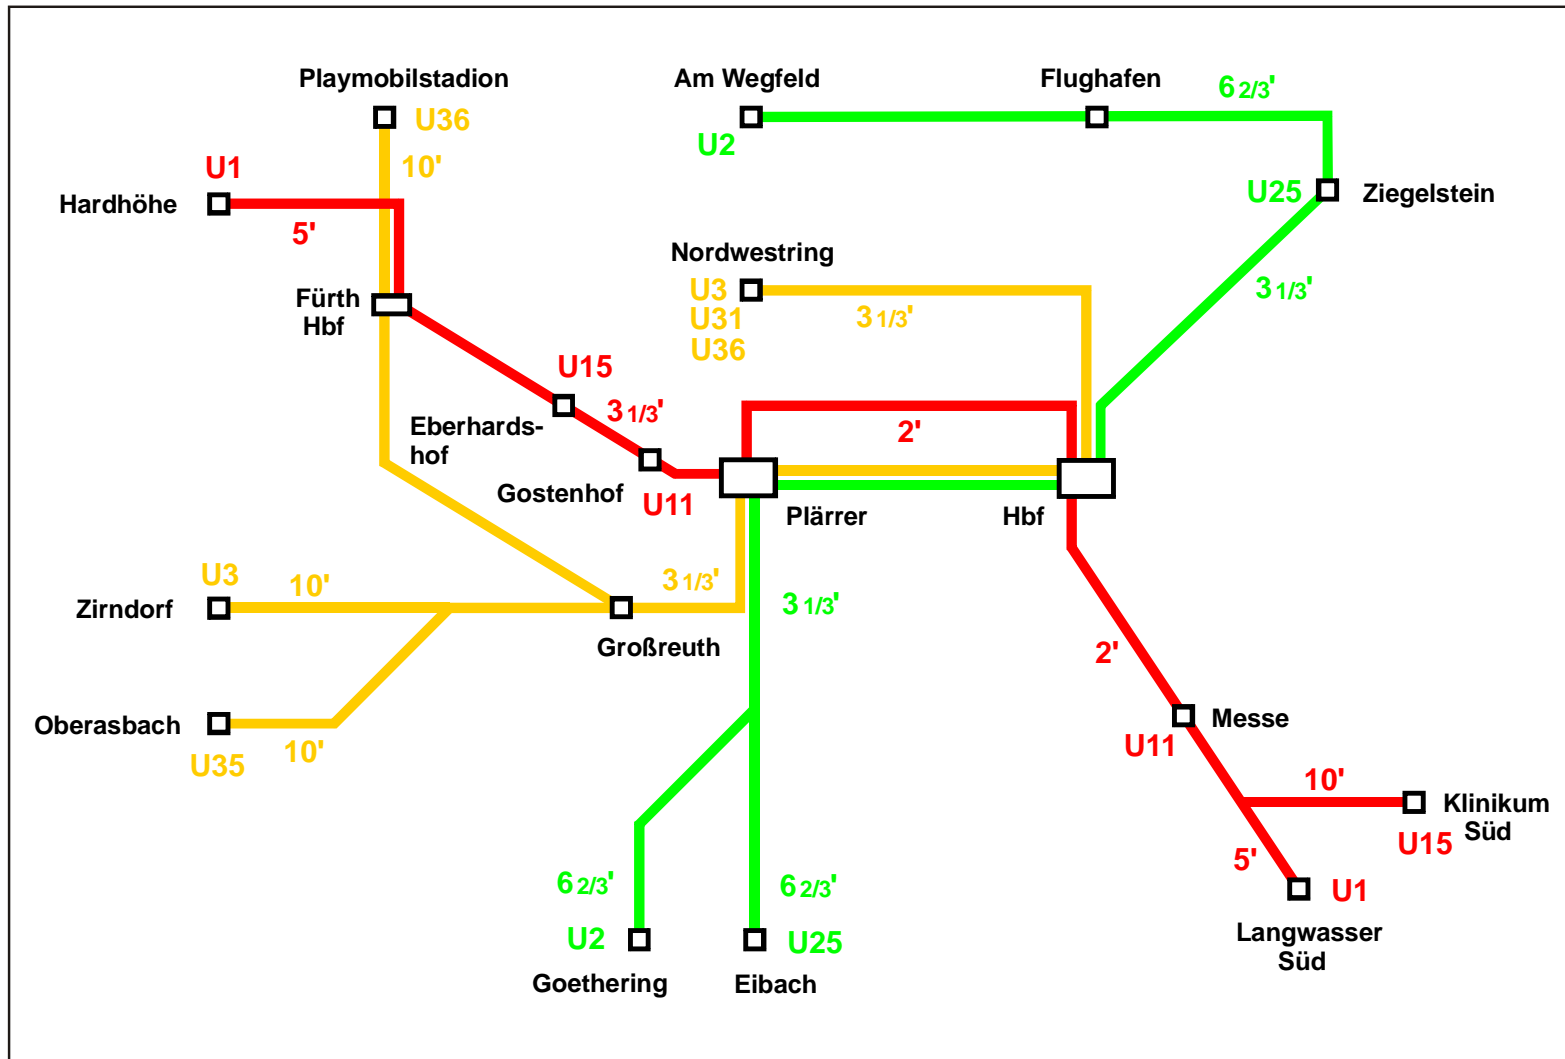 Playmobilstadion
Am Wegfeld
Flughafen
6 2/3'
U36
U2
10'
U1
Hardhöhe
5'
U25
Ziegelstein
Nordwestring
U3
U31
U36
3 1/3'
3 1/3'
Fürth
Hbf
U15
3 1/3'
Eberhards-
hof
2'
Gostenhof
U11
Plärrer
Hbf
U3
10'
3 1/3'
Zirndorf
3 1/3'
Großreuth
2'
Oberasbach
U35
10'
Messe
U11
10'
Klinikum
Süd
U15
5'
6 2/3'
6 2/3'
U1
U2
U25
Langwasser
Süd
Goethering
Eibach